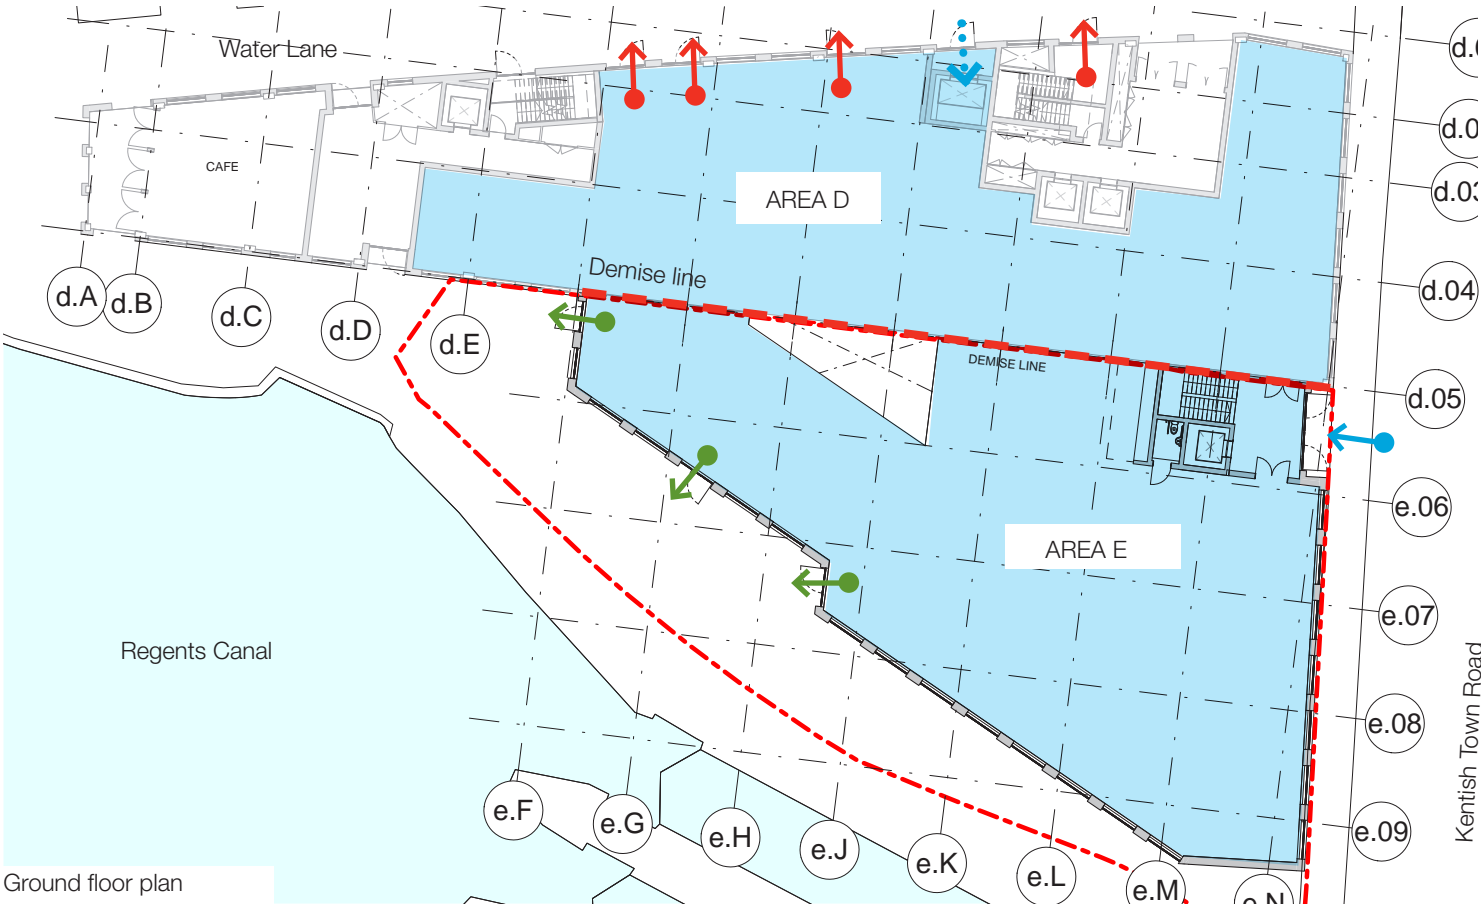 Water Lane
CAFE
AREA D
Demise line
DEMISE LINE
AREA E
Regents Canal
Kentish Town Road
Ground floor plan
d.A
d.B
d.C
d.D
d.E
d.03
d.04
d.05
e.06
e.07
e.08
e.09
e.F
e.G
e.H
e.J
e.K
e.L
e.M
e.N